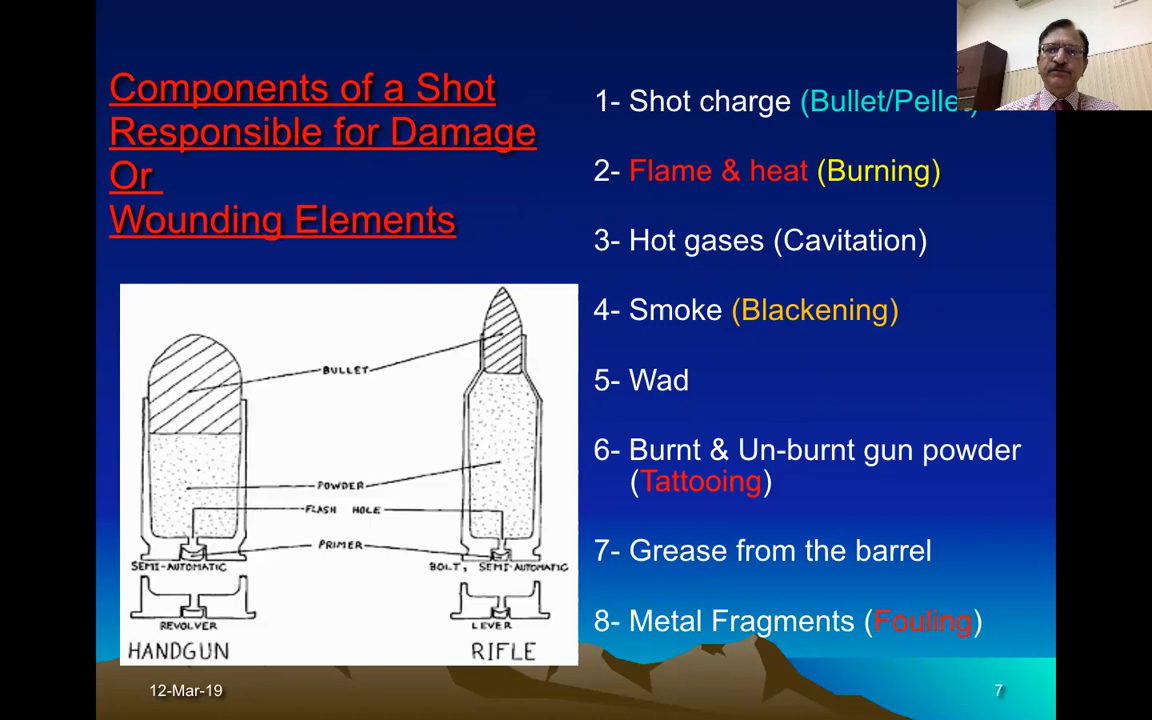 Components of a Shot
Responsible for Damage
Or
Wounding Elements
1- Shot charge (Bullet/Pelle
2- Flame & heat (Burning)
3- Hot gases (Cavitation)
4- Smoke (Blackening)
5- Wad
6- Burnt & Un-burnt gun powder
(Tattooing)
7- Grease from the barrel
8- Metal Fragments (Fouling)
BULLET
POWDER
FLASH HOLE
PRIMER
SEMI-AUTOMATIC
BOLT, SEMI-AUTOMATIC
REVOLVER
LEVER
HANDGUN
RIFLE
12-Mar-19
7